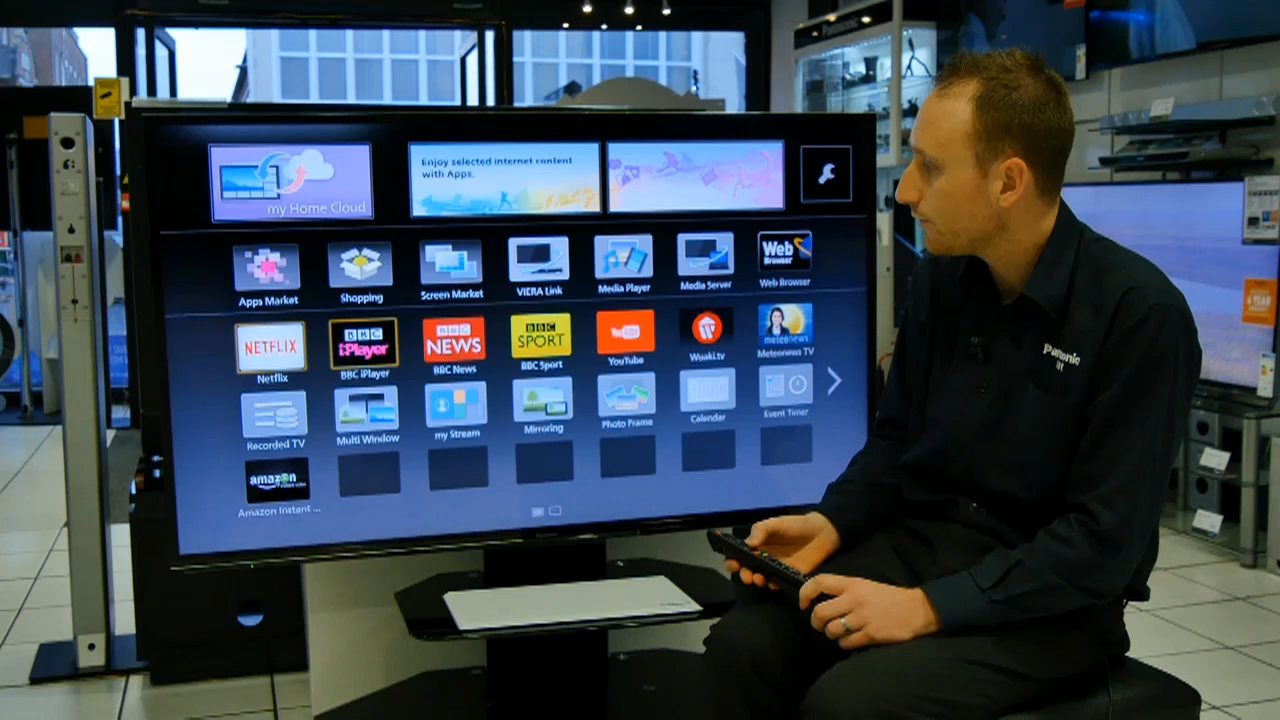 Panonic
Enjoy selected internet content
with Apps.
my Home Cloud
Apps Market
Shopping
Screen Market
VIERA Link
Media Player
Media Server
Web
Browser
Web Browser
NETFLIX
BBC
iPlayer
BBC
NEWS
BBC
SPORT
YouTube
meteonews
Netflix
BBC iPlayer
BBC News
BBC Sport
YouTube
Wuaki.tv
Meteonews TV
Panasonic
Recorded TV
Multi Window
my Stream
Mirroring
Photo Frame
Calendar
Event Timer
amazon
Amazon Instant ...